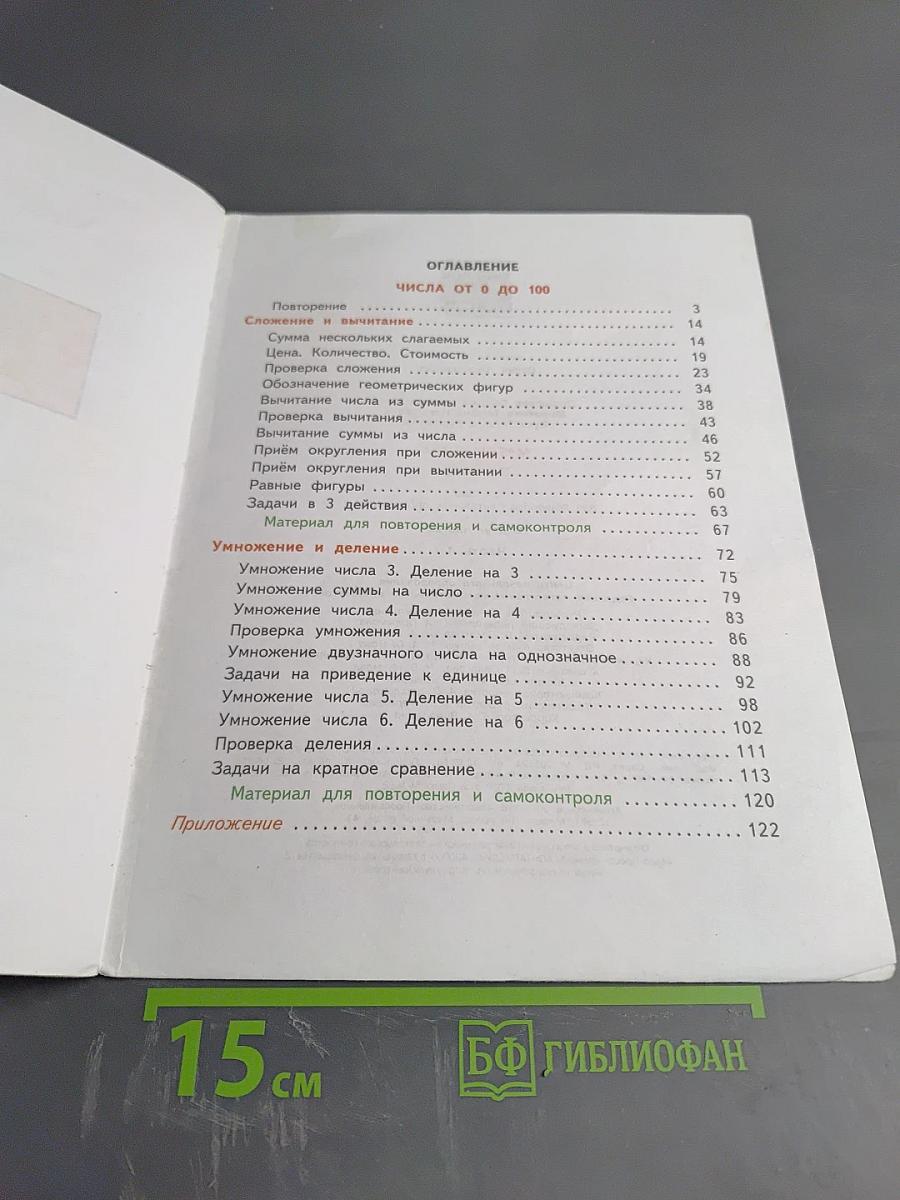 ОГЛАВЛЕНИЕ
ЧИСЛА ОТ 0 ДО 100
Повторение 3
Сложение и вычитание 14
Сумма нескольких слагаемых 14
Цена. Количество. Стоимость 19
Проверка сложения 23
Обозначение геометрических фигур 34
Вычитание числа из суммы 38
Проверка вычитания 43
Вычитание суммы из числа 46
Приём округления при сложении 52
Приём округления при вычитании 57
Равные фигуры 60
Задачи в 3 действия 63
Материал для повторения и самоконтроля 67
Умножение и деление 72
Умножение числа 3. Деление на 3 75
Умножение суммы на число 79
Умножение числа 4. Деление на 4 83
Проверка умножения 86
Умножение двузначного числа на однозначное 88
Задачи на приведение к единице 92
Умножение числа 5. Деление на 5 98
Умножение числа 6. Деление на 6 102
Проверка деления 111
Задачи на кратное сравнение 113
Материал для повторения и самоконтроля 120
Приложение 122
15 см
БФ ГИБЛИОФАН